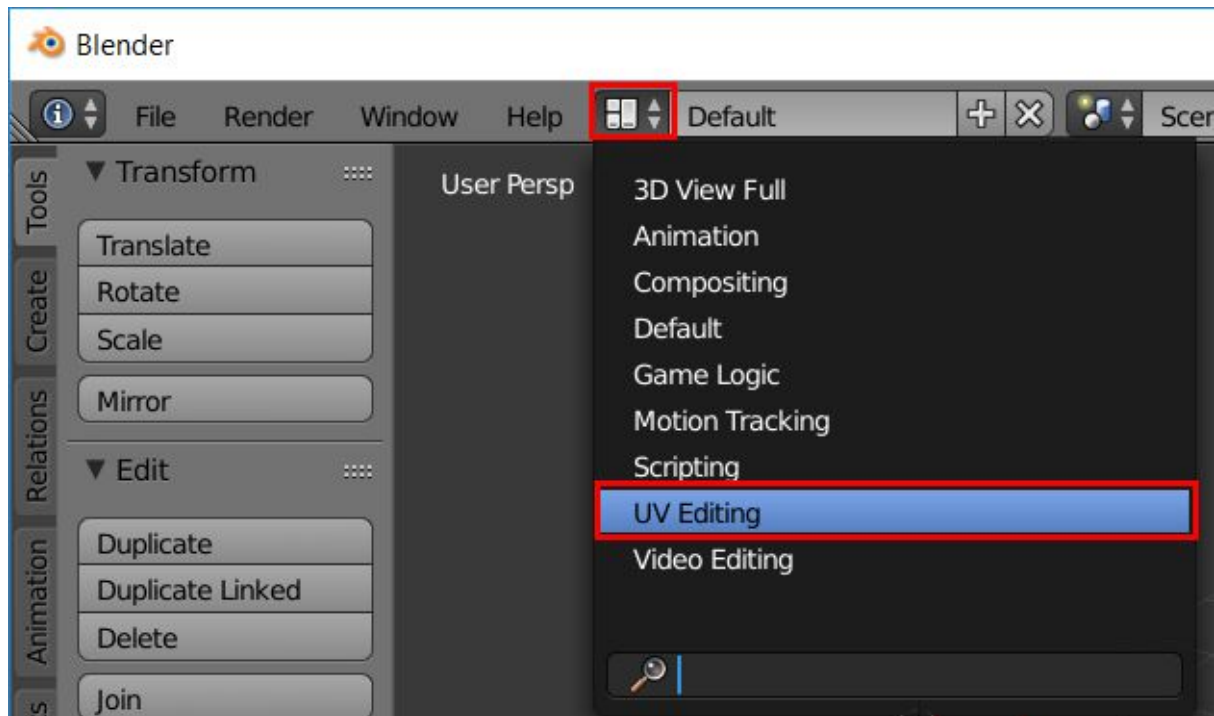 Blender
File Render Window Help Default Scen
Tools
Create
Relations
Animation
Transform
Translate
Rotate
Scale
Mirror
Edit
Duplicate
Duplicate Linked
Delete
Join
User Persp
3D View Full
Animation
Compositing
Default
Game Logic
Motion Tracking
Scripting
UV Editing
Video Editing